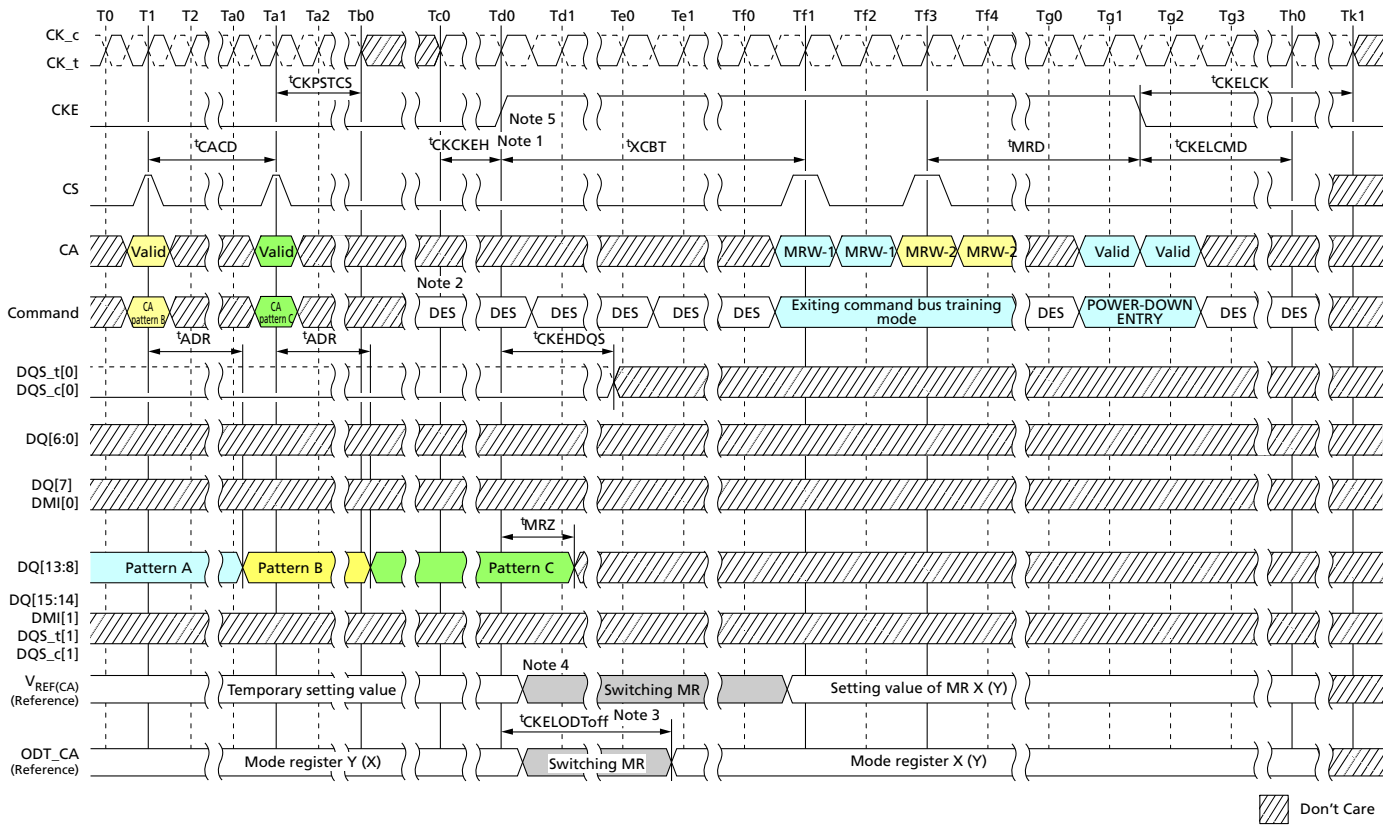 T0 T1 T2 Ta0 Ta1 Ta2 Tb0 Tc0 Td0 Td1 Te0 Te1 Tf0 Tf1 Tf2 Tf3 Tf4 Tg0 Tg1 Tg2 Tg3 Th0 Tk1
CK_c
CK_t
tCKPSTCS
tCKELCK
CKE
Note 5
tCKCKEH
Note 1
tCACD
tXCBT
tMRD
tCKELCMD
CS
CA
Valid Valid MRW-1 MRW-1 MRW-2 MRW-2 Valid Valid
Note 2
Command
CA
pattern B
CA
pattern C
DES DES DES DES DES DES
Exiting command bus training
mode
DES
POWER-DOWN
ENTRY
DES DES
tADR tADR tCKEHDQS
DQS_t[0]
DQS_c[0]
DQ[6:0]
DQ[7]
DMI[0]
tMRZ
DQ[13:8]
Pattern A Pattern B Pattern C
DQ[15:14]
DMI[1]
DQS_t[1]
DQS_c[1]
Note 4
VREF(CA)
(Reference)
Temporary setting value Switching MR Setting value of MR X (Y)
tCKELODToff Note 3
ODT_CA
(Reference)
Mode register Y (X) Switching MR Mode register X (Y)
Don't Care